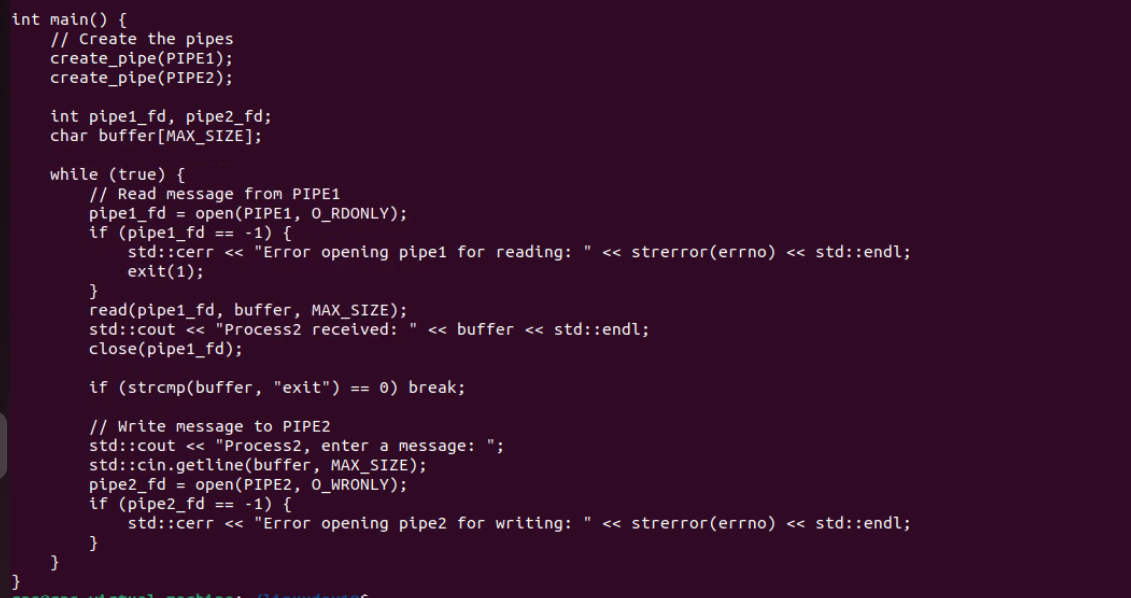 int main() {
    // Create the pipes
    create_pipe(PIPE1);
    create_pipe(PIPE2);

    int pipe1_fd, pipe2_fd;
    char buffer[MAX_SIZE];

    while (true) {
        // Read message from PIPE1
        pipe1_fd = open(PIPE1, O_RDONLY);
        if (pipe1_fd == -1) {
            std::cerr << "Error opening pipe1 for reading: " << strerror(errno) << std::endl;
            exit(1);
        }
        read(pipe1_fd, buffer, MAX_SIZE);
        std::cout << "Process2 received: " << buffer << std::endl;
        close(pipe1_fd);

        if (strcmp(buffer, "exit") == 0) break;

        // Write message to PIPE2
        std::cout << "Process2, enter a message: ";
        std::cin.getline(buffer, MAX_SIZE);
        pipe2_fd = open(PIPE2, O_WRONLY);
        if (pipe2_fd == -1) {
            std::cerr << "Error opening pipe2 for writing: " << strerror(errno) << std::endl;
        }
    }
}